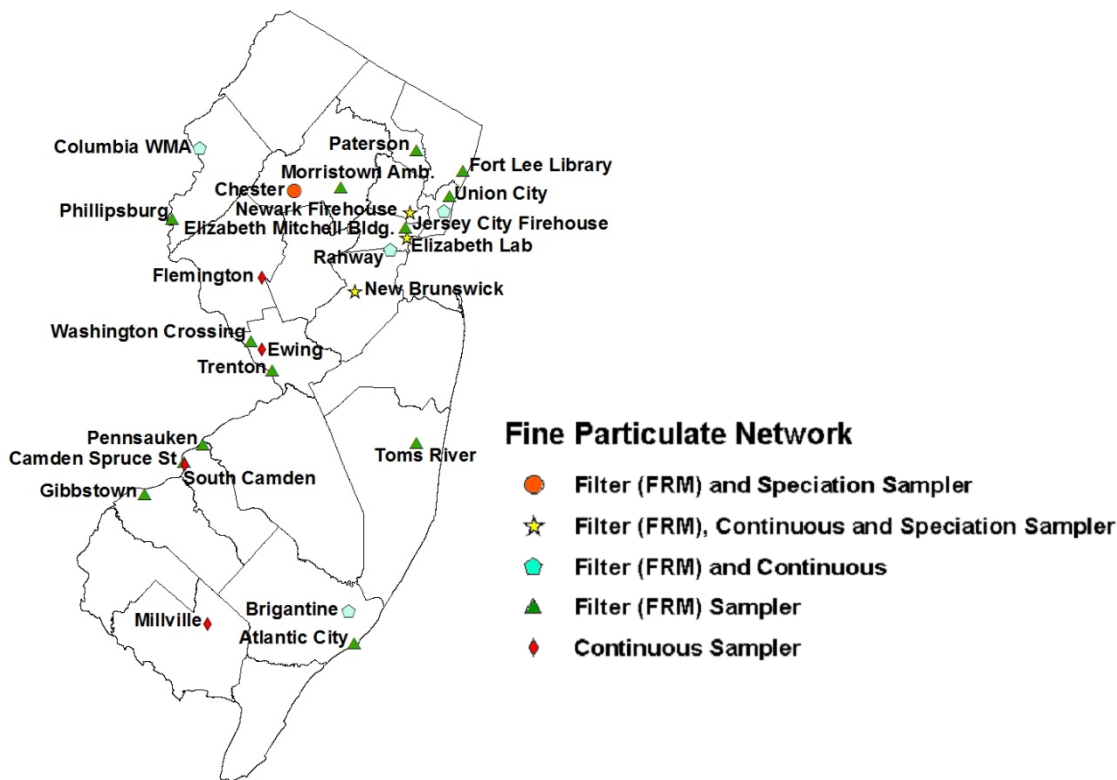 Columbia WMA
Paterson
Fort Lee Library
Morristown Amb.
Chester
Union City
Phillipsburg
Newark Firehouse
Jersey City Firehouse
Elizabeth Mitchell Bldg.
Elizabeth Lab
Rahway
Flemington
New Brunswick
Washington Crossing
Ewing
Trenton
Pennsauken
Camden Spruce St
South Camden
Gibbstown
Toms River
Brigantine
Millville
Atlantic City
Fine Particulate Network
Filter (FRM) and Speciation Sampler
Filter (FRM), Continuous and Speciation Sampler
Filter (FRM) and Continuous
Filter (FRM) Sampler
Continuous Sampler